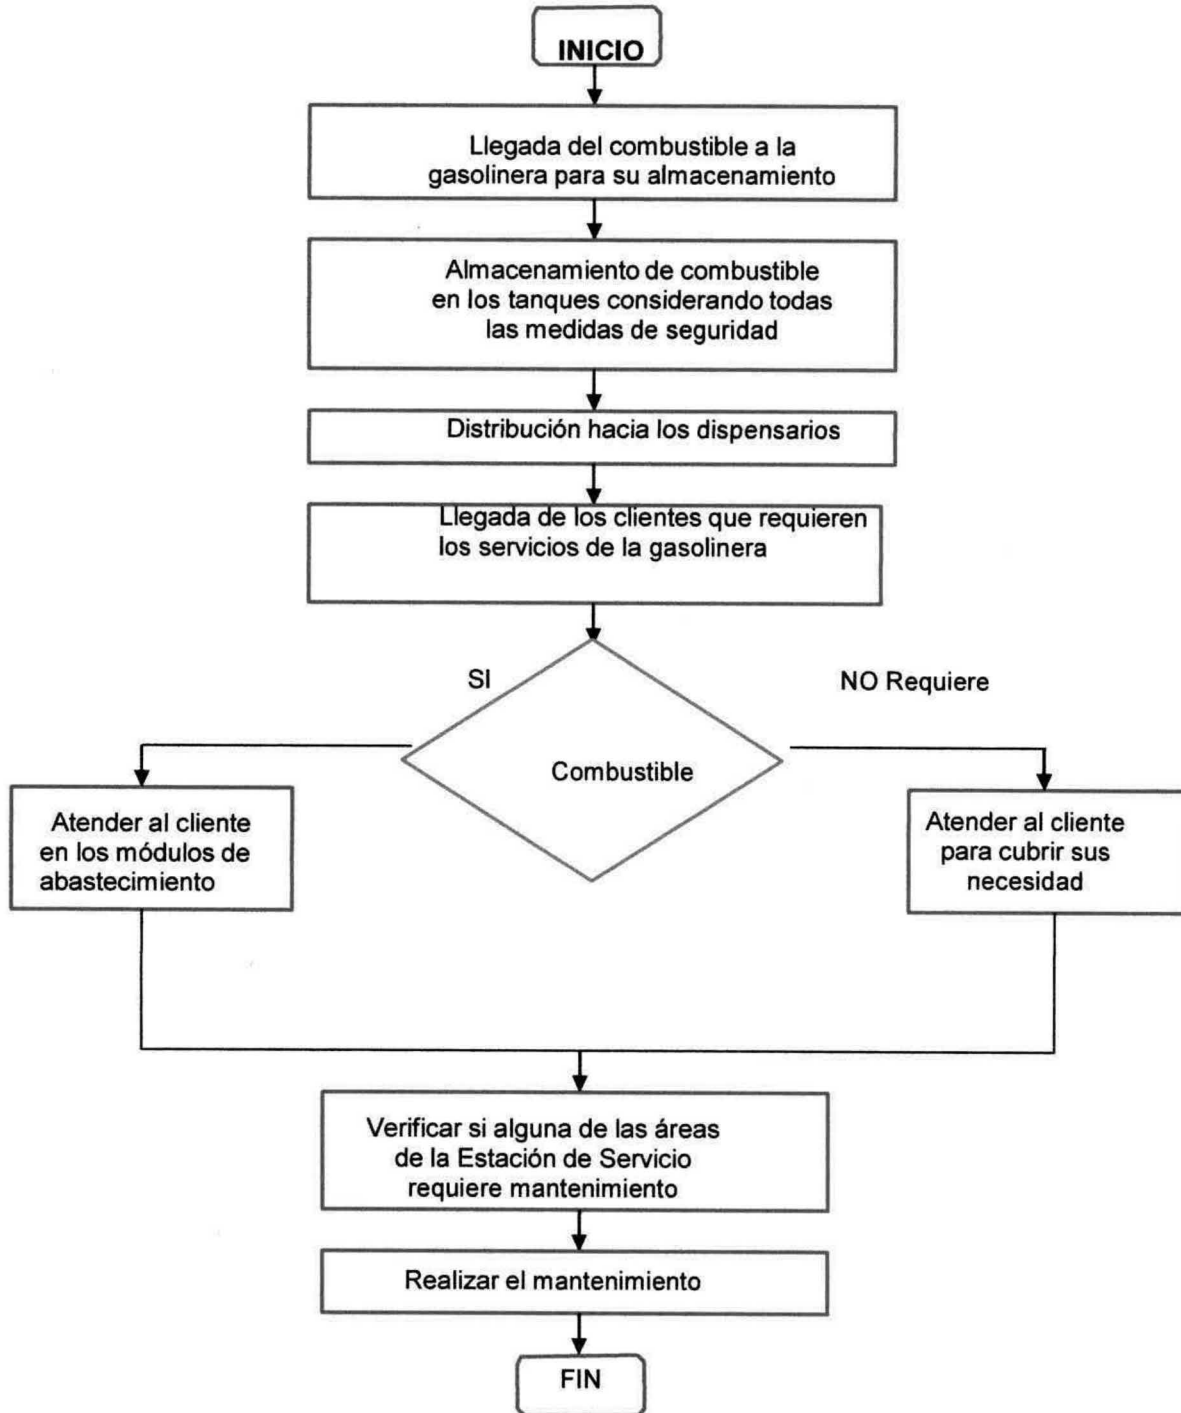 INICIO
Llegada del combustible a la
gasolinera para su almacenamiento
Almacenamiento de combustible
en los tanques considerando todas
las medidas de seguridad
Distribución hacia los dispensarios
Llegada de los clientes que requieren
los servicios de la gasolinera
SI
NO Requiere
Combustible
Atender al cliente
en los módulos de
abastecimiento
Atender al cliente
para cubrir sus
necesidad
Verificar si alguna de las áreas
de la Estación de Servicio
requiere mantenimiento
Realizar el mantenimiento
FIN